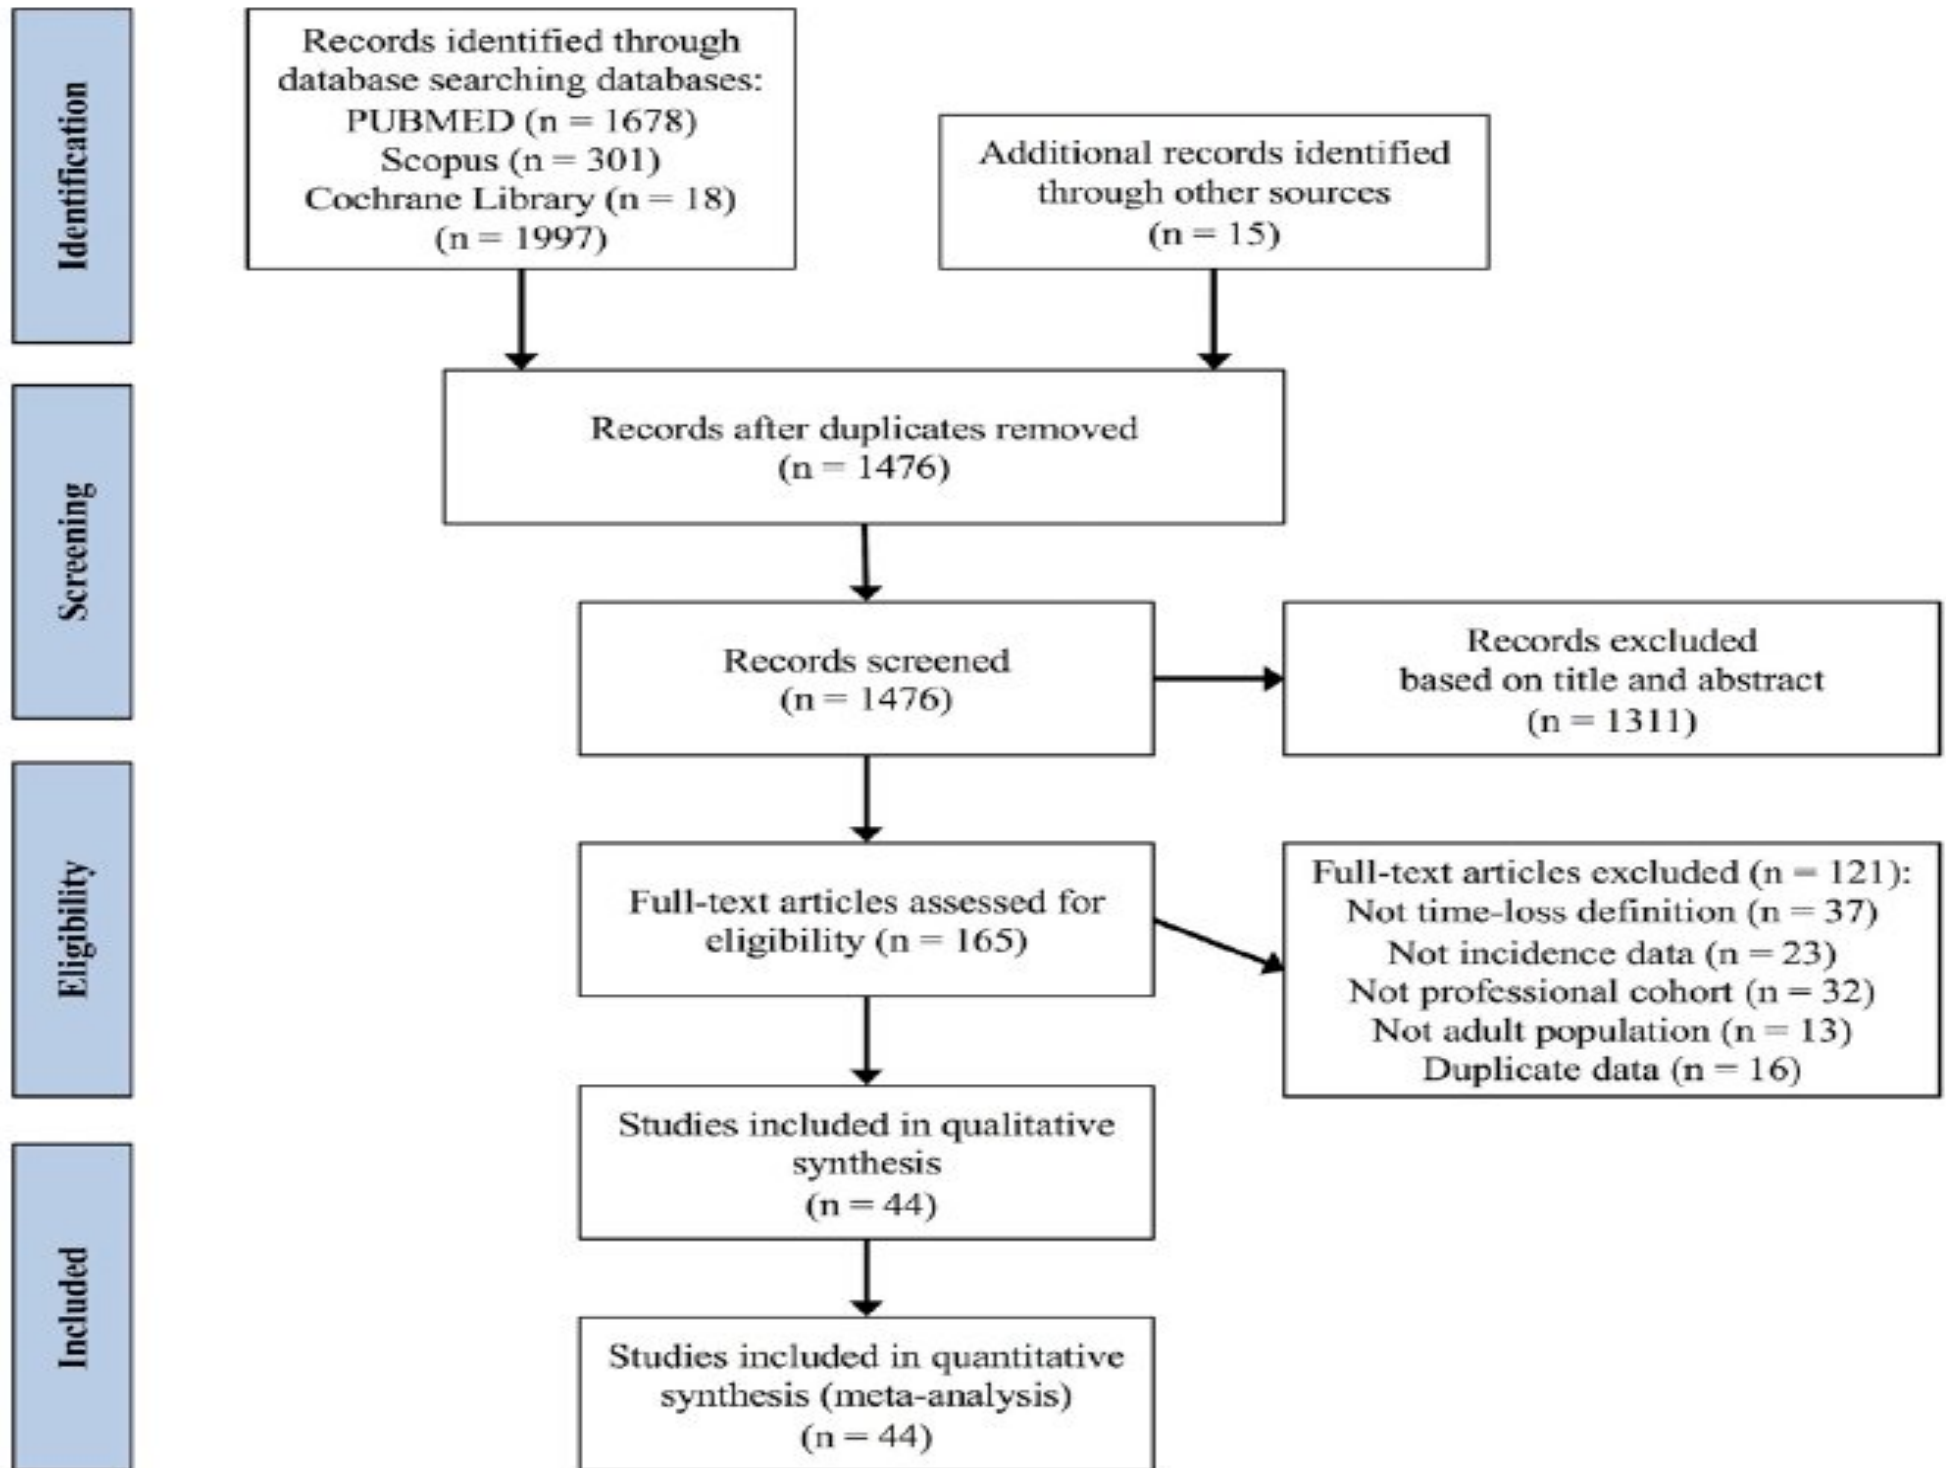 Identification
Records identified through
database searching databases:
PUBMED (n = 1678)
Scopus (n = 301)
Cochrane Library (n = 18)
(n = 1997)
Additional records identified
through other sources
(n = 15)
Screening
Records after duplicates removed
(n = 1476)
Records screened
(n = 1476)
Records excluded
based on title and abstract
(n = 1311)
Eligibility
Full-text articles assessed for
eligibility (n = 165)
Full-text articles excluded (n = 121):
Not time-loss definition (n = 37)
Not incidence data (n = 23)
Not professional cohort (n = 32)
Not adult population (n = 13)
Duplicate data (n = 16)
Included
Studies included in qualitative
synthesis
(n = 44)
Studies included in quantitative
synthesis (meta-analysis)
(n = 44)